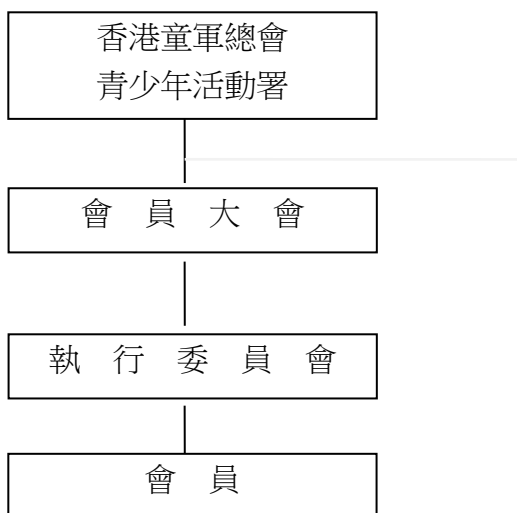 香港童軍總會
青少年活動署
會 員 大 會
執 行 委 員 會
會 員